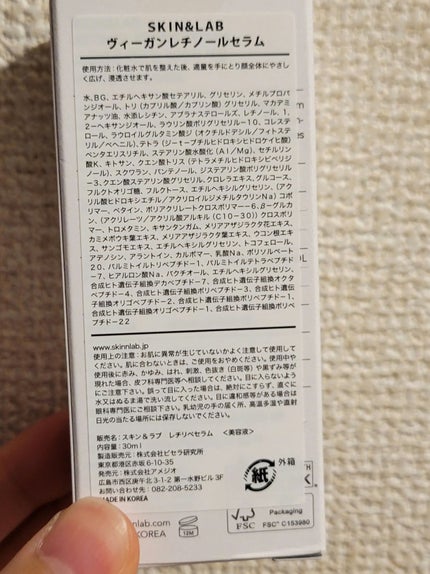 SKIN&LAB
ヴィーガンレチノールセラム
使用方法:化粧水で肌を整えた後、適量を手にとり顔全体にやさし
く広げ、浸透させます。
水、BG、エチルヘキサン酸セテアリル、グリセリン、メチルプロパ
ンジオール、トリ(カプリル酸/カプリン酸)グリセリル、マカデミ
アナッツ油、水添レシチン、アブラナステロールズ、レチノール、1,
2-ヘキサンジオール、ラウリン酸ポリグリセリル-10、コレステ
ロール、ラウロイルグルタミン酸ジ(オクチルドデシル/フィトステ
リル/ベヘニル)、テトラ(ジ-t-ブチルヒドロキシヒドロケイヒ酸)
ペンタエリスリチル、ステアリン酸水酸化(Al/Mg)、セチルリン
酸K、キトサン、クエン酸トリス(テトラメチルヒドロキシピペリジ
ノール)、スクワラン、パンテノール、ジステアリン酸ポリグリセリル
-3、クエン酸ステアリン酸グリセリル、クロレラエキス、グルコース、
フルクトオリゴ糖、フルクトース、エチルヘキシルグリセリン、(アク
リル酸ヒドロキシエチル/アクリロイルジメチルタウリンNa)コポ
リマー、ベタイン、ポリアクリレートクロスポリマー-6、β-グルカ
ン、(アクリレーツ/アクリル酸アルキル(C10-30))クロスポリ
マー、トロメタミン、キサンタンガム、メリアアザジラクタ花エキス、
カミメボウキ葉エキス、メリアアザジラクタ葉エキス、ウコン根エキ
ス、サンゴモエキス、エチルヘキシルグリセリン、トコフェロール、
アデノシン、アラントイン、カルボマー、乳酸Na、ポリソルベート
20、パルミトイルトリペプチド-1、パルミトイルテトラペプチド
-7、ヒアルロン酸Na、バクチオール、エチルヘキシルグリセリン、
合成ヒト遺伝子組換デカペプチド-7、合成ヒト遺伝子組換オクタ
ペプチド-4、合成ヒト遺伝子組換ポリペプチド-3、合成ヒト遺伝
子組換オリゴペプチド-2、合成ヒト遺伝子組換ポリペプチド-1、
合成ヒト遺伝子組換オリゴペプチド-1、合成ヒト遺伝子組換ポリ
ペプチド-22
www.skinnlab.jp
使用上の注意:お肌に異常が生じていないかよく注意して使用して
ください。肌に合わないときは、ご使用をおやめください。使用中や
使用後に赤み、かゆみ、はれ、刺激、色抜き(白斑等)や黒ずみ等が
現れた場合、皮フ科専門医等へ相談してください。目に入らないよう
にご注意下さい。誤って目に入った場合は、絶対にこすらず、直ぐに
水又はぬるま湯で洗い流してください。目に違和感等がある場合は
眼科専門医にご相談下さい。乳幼児の手の届く所、高温多湿や直射
日光の当たる場所には保存しないでください。
販売名:スキン&ラブ レチリペセラム <美容液>
内容量:30ml
製造販売元:株式会社ピセラ研究所
東京都港区赤坂6-10-35
発売元:株式会社アメジオ
広島市西区庚午北3-1-2 第一水野ビル 3F
お問い合わせ先:082-208-5233
MADE IN KOREA
外箱
紙
nlab.com
KOREA
12M
FSC
Packaging
FSC® C153980